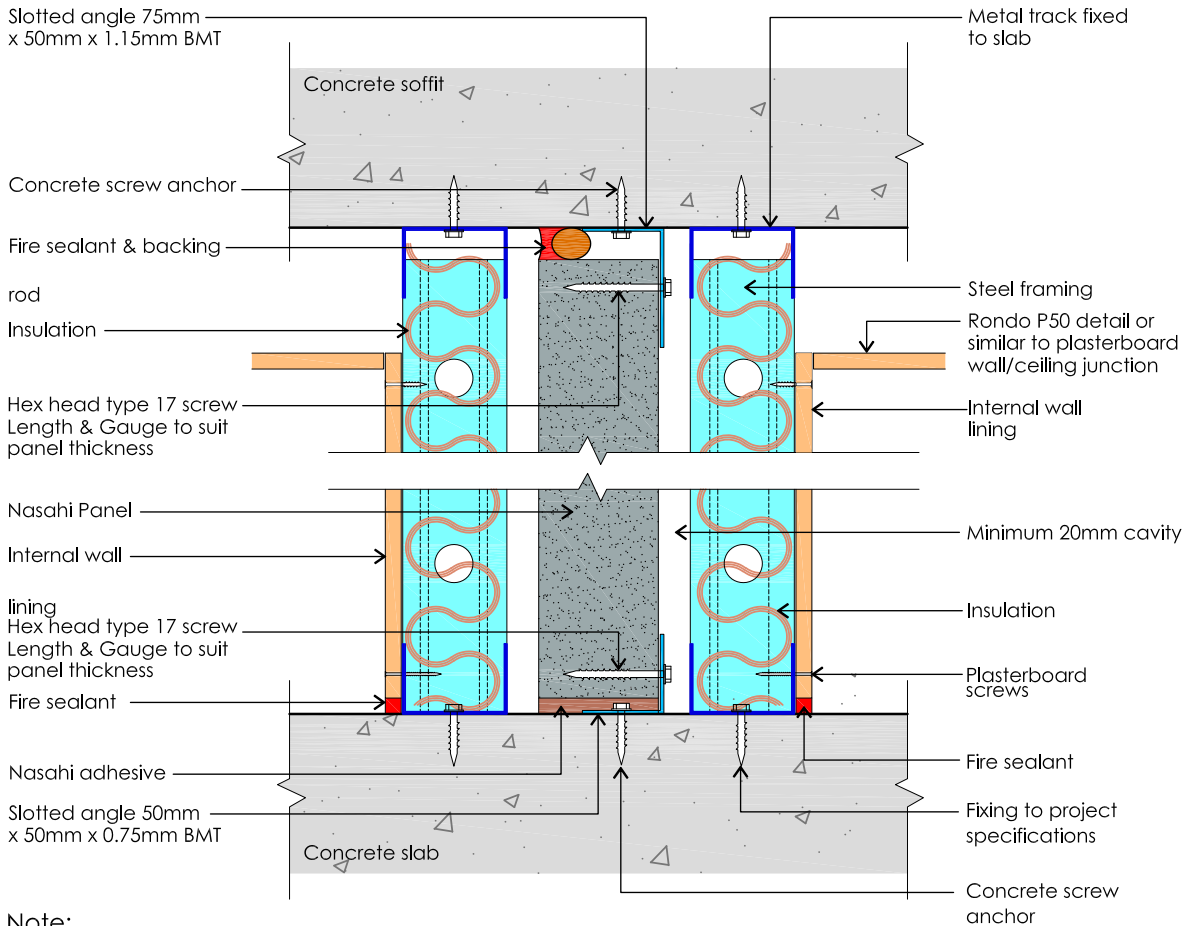 Slotted angle 75mm
x 50mm x 1.15mm BMT
Metal track fixed
to slab
Concrete soffit
Concrete screw anchor
Fire sealant & backing
rod
Insulation
Steel framing
Rondo P50 detail or
similar to plasterboard
wall/ceiling junction
Hex head type 17 screw
Length & Gauge to suit
panel thickness
Internal wall
lining
Nasahi Panel
Minimum 20mm cavity
Internal wall
lining
Insulation
Hex head type 17 screw
Length & Gauge to suit
panel thickness
Plasterboard
screws
Fire sealant
Fire sealant
Nasahi adhesive
Slotted angle 50mm
x 50mm x 0.75mm BMT
Fixing to project
specifications
Concrete slab
Concrete screw
anchor
Note: